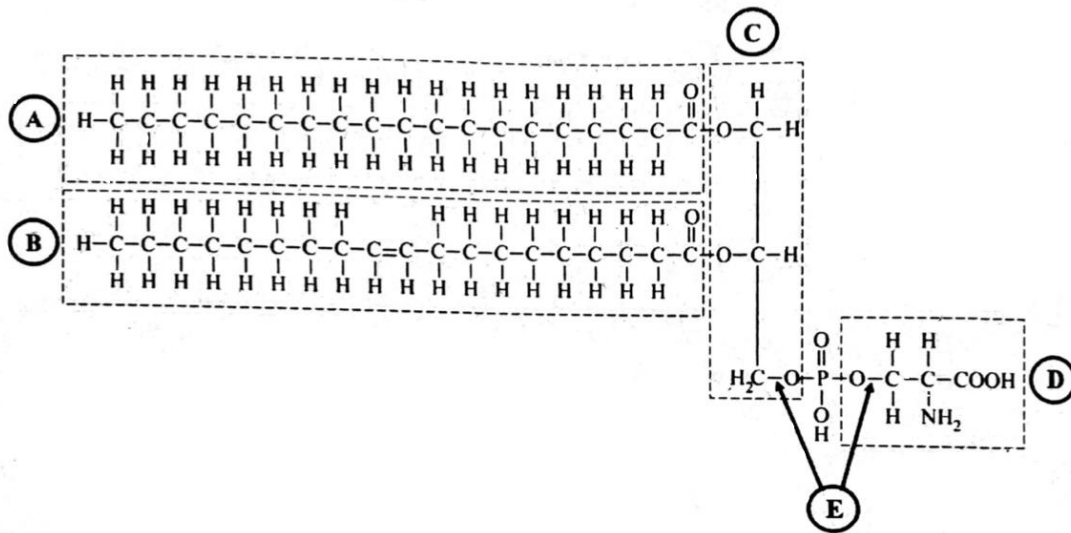 C
H H H H H H H H H H H H H H H H H H O H
A H−C−C−C−C−C−C−C−C−C−C−C−C−C−C−C−C−C−C−C−O−C−H
H H H H H H H H H H H H H H H H H H
H H H H H H H H H H H H H H H H O
B H−C−C−C−C−C−C−C−C−C=C−C−C−C−C−C−C−C−C−C−O−C−H
H H H H H H H H H H H H H H H H H H
O H H
H₂C−O−P−O−C−C−COOH D
O H NH₂
H
E